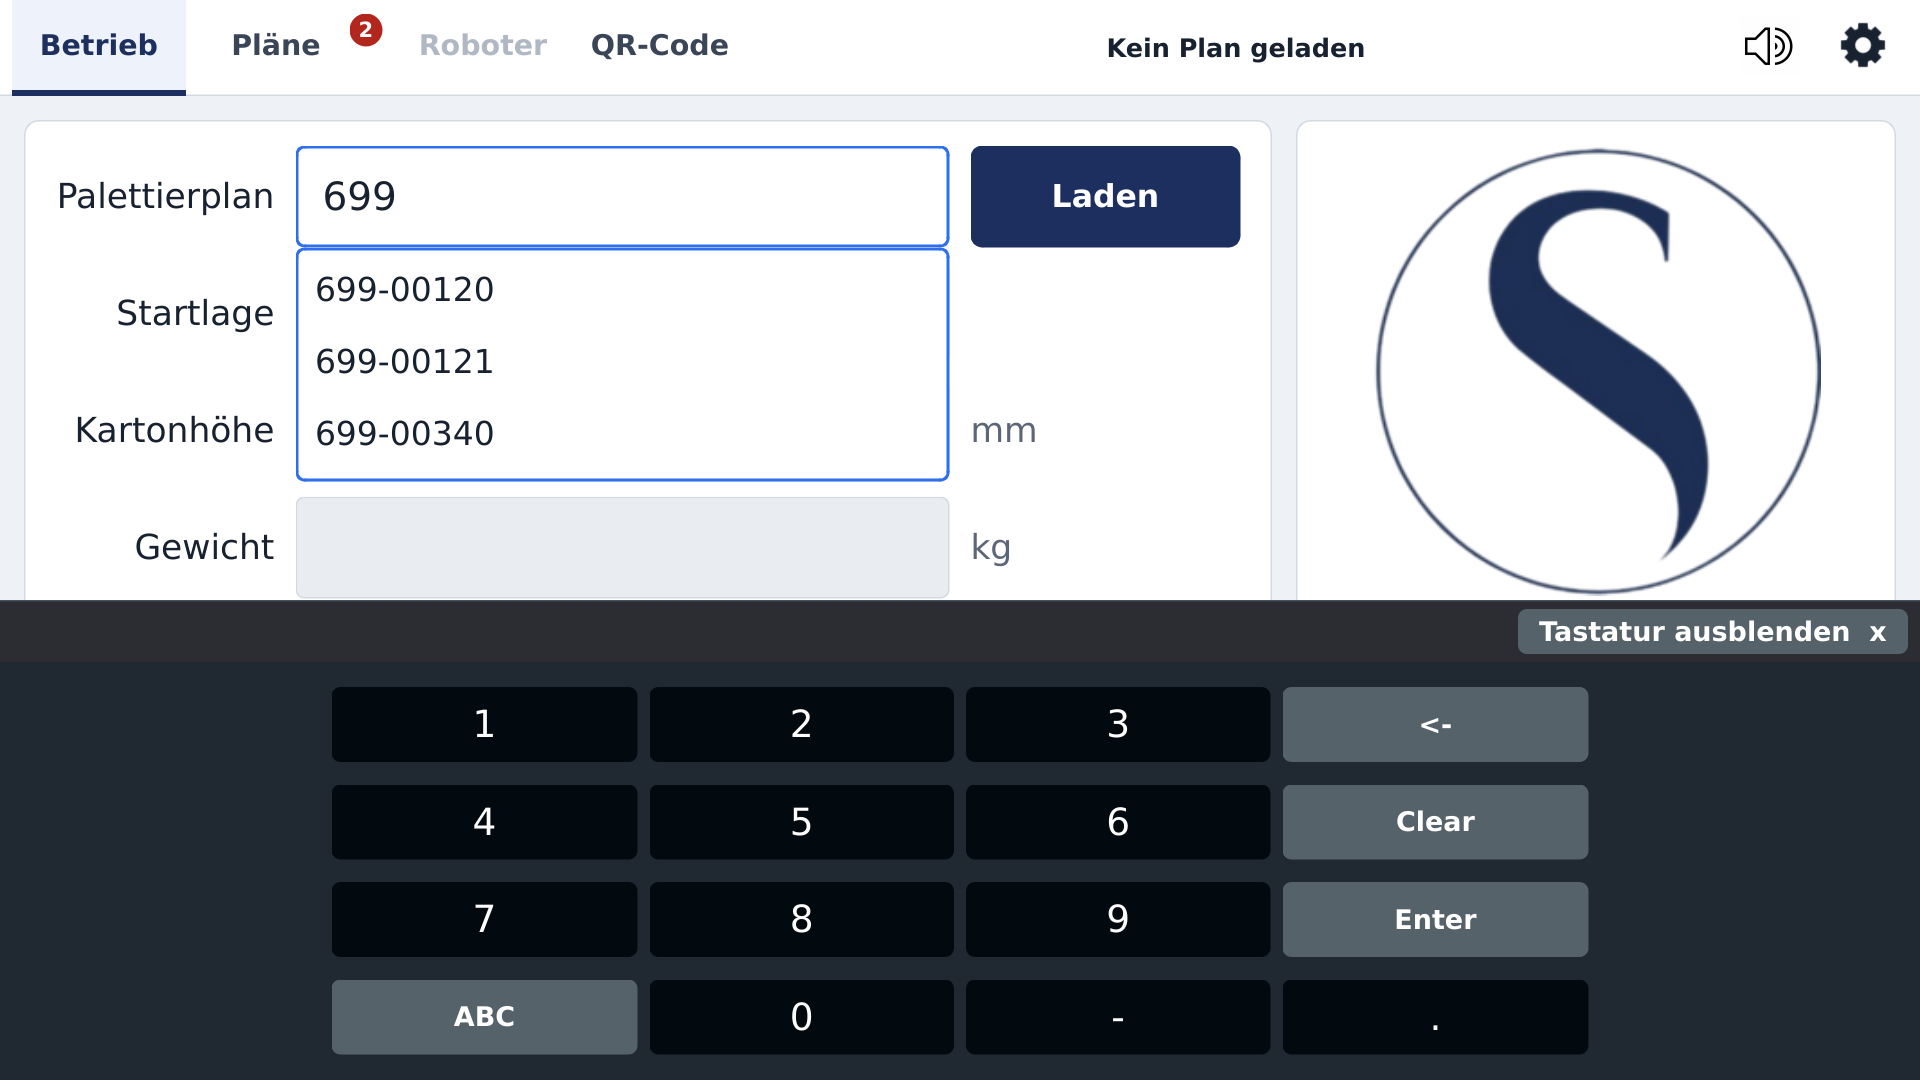 Betrieb
Pläne
2
Roboter
QR-Code
Kein Plan geladen
Palettierplan
699
Laden
699-00120
699-00121
699-00340
Startlage
Kartonhöhe
mm
Gewicht
kg
S
Tastatur ausblenden x
1 2 3 <-
4 5 6 Clear
7 8 9 Enter
ABC 0 - .